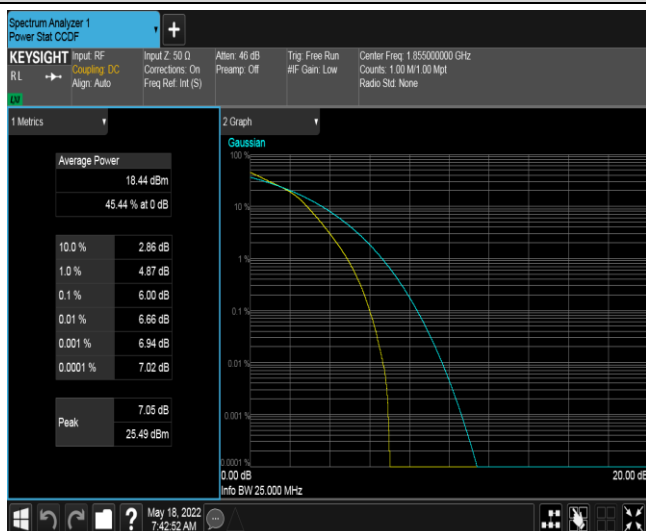 Spectrum Analyzer 1
Power Stat CCDF
+
KEYSIGHT
RL
LXI
Input: RF
Coupling: DC
Align: Auto
Input Z: 50 Ω
Corrections: On
Freq Ref: Int (S)
Atten: 46 dB
Preamp: Off
Trig: Free Run
#IF Gain: Low
Center Freq: 1.855000000 GHz
Counts: 1.00 M/1.00 Mpt
Radio Std: None
1 Metrics
Average Power
18.44 dBm
45.44 % at 0 dB
10.0 % 2.86 dB
1.0 % 4.87 dB
0.1 % 6.00 dB
0.01 % 6.66 dB
0.001 % 6.94 dB
0.0001 % 7.02 dB
Peak
7.05 dB
25.49 dBm
2 Graph
Gaussian
100 %
10 %
1 %
0.1 %
0.01 %
0.001 %
0.0001 %
0.00 dB
20.00 dB
Info BW 25.000 MHz
?
May 18, 2022
7:42:52 AM